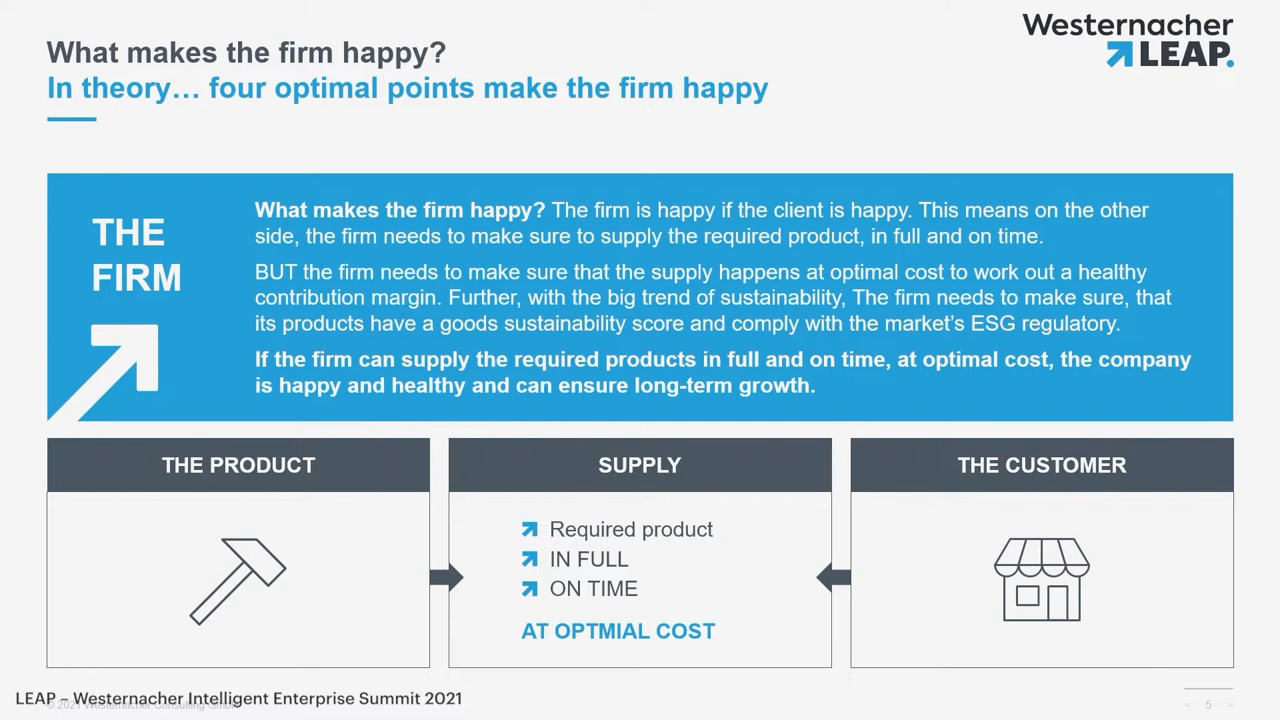 Westernacher
LEAP.
What makes the firm happy?
In theory… four optimal points make the firm happy
THE
FIRM
What makes the firm happy? The firm is happy if the client is happy. This means on the other
side, the firm needs to make sure to supply the required product, in full and on time.
BUT the firm needs to make sure that the supply happens at optimal cost to work out a healthy
contribution margin. Further, with the big trend of sustainability, The firm needs to make sure, that
its products have a goods sustainability score and comply with the market's ESG regulatory.
If the firm can supply the required products in full and on time, at optimal cost, the company
is happy and healthy and can ensure long-term growth.
THE PRODUCT
SUPPLY
Required product
IN FULL
ON TIME
AT OPTMIAL COST
THE CUSTOMER
LEAP – Westernacher Intelligent Enterprise Summit 2021
© 2021 Westernacher Consulting GmbH
< 5 >